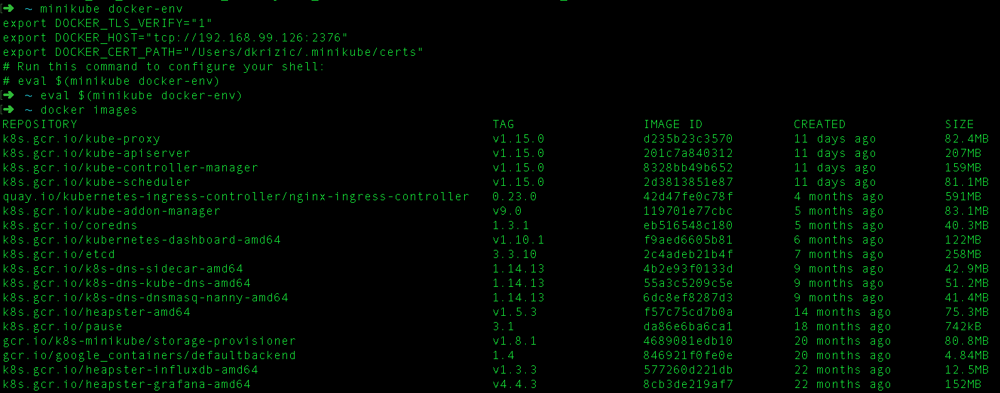 ➜ ~ minikube docker-env
export DOCKER_TLS_VERIFY="1"
export DOCKER_HOST="tcp://192.168.99.126:2376"
export DOCKER_CERT_PATH="/Users/dkrizic/.minikube/certs"
# Run this command to configure your shell:
# eval $(minikube docker-env)
➜ ~ eval $(minikube docker-env)
➜ ~ docker images
REPOSITORY TAG IMAGE ID CREATED SIZE
k8s.gcr.io/kube-proxy v1.15.0 d235b23c3570 11 days ago 82.4MB
k8s.gcr.io/kube-apiserver v1.15.0 201c7a840312 11 days ago 207MB
k8s.gcr.io/kube-controller-manager v1.15.0 8328bb49b652 11 days ago 159MB
k8s.gcr.io/kube-scheduler v1.15.0 2d3813851e87 11 days ago 81.1MB
quay.io/kubernetes-ingress-controller/nginx-ingress-controller 0.23.0 42d47fe0c78f 4 months ago 591MB
k8s.gcr.io/kube-addon-manager v9.0 119701e77cbc 5 months ago 83.1MB
k8s.gcr.io/coredns 1.3.1 eb516548c180 5 months ago 40.3MB
k8s.gcr.io/kubernetes-dashboard-amd64 v1.10.1 f9aed6605b81 6 months ago 122MB
k8s.gcr.io/etcd 3.3.10 2c4adeb21b4f 7 months ago 258MB
k8s.gcr.io/k8s-dns-sidecar-amd64 1.14.13 4b2e93f0133d 9 months ago 42.9MB
k8s.gcr.io/k8s-dns-kube-dns-amd64 1.14.13 55a3c5209c5e 9 months ago 51.2MB
k8s.gcr.io/k8s-dns-dnsmasq-nanny-amd64 1.14.13 6dc8ef8287d3 9 months ago 41.4MB
k8s.gcr.io/heapster-amd64 v1.5.3 f57c75cd7b0a 14 months ago 75.3MB
k8s.gcr.io/pause 3.1 da86e6ba6ca1 18 months ago 742kB
gcr.io/k8s-minikube/storage-provisioner v1.8.1 4689081edb10 20 months ago 80.8MB
gcr.io/google_containers/defaultbackend 1.4 846921f0fe0e 20 months ago 4.84MB
k8s.gcr.io/heapster-influxdb-amd64 v1.3.3 577260d221db 22 months ago 12.5MB
k8s.gcr.io/heapster-grafana-amd64 v4.4.3 8cb3de219af7 22 months ago 152MB